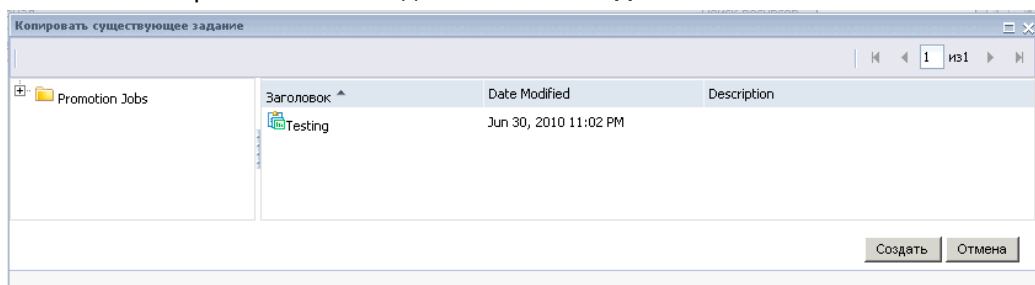 Копировать существующее задание
1 из1
Promotion Jobs
Заголовок Date Modified Description
Testing Jun 30, 2010 11:02 PM
Создать Отмена